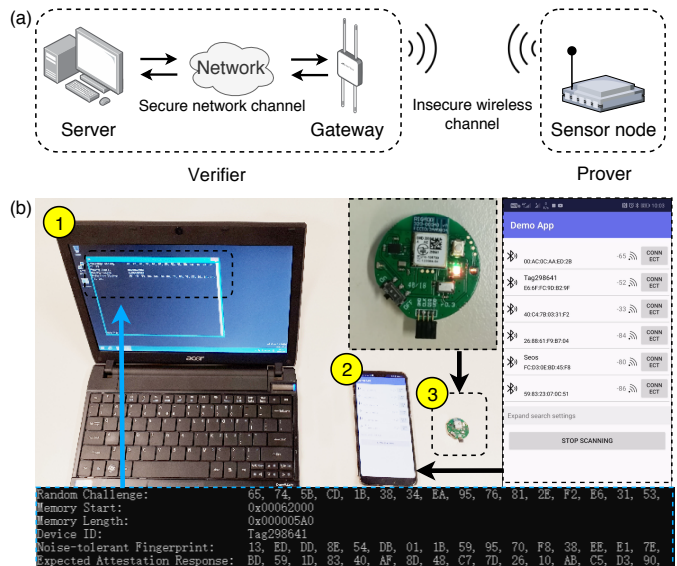 (a)
Network
Secure network channel
Server
Gateway
Verifier
Insecure wireless
channel
Sensor node
Prover
(b)
1
acer
2
3
10:03
Demo App
00:AC:0C:AA:ED:2B
-65
CONN
ECT
Tag298641
E6:6F:FC:9D:B2:9F
-52
CONN
ECT
40:C4:7B:03:31:F2
-33
CONN
ECT
26:88:61:F9:B7:04
-84
CONN
ECT
Seos
FC:D3:0E:BD:45:F8
-80
CONN
ECT
59:83:23:07:0C:51
-86
CONN
ECT
Expand search settings
STOP SCANNING
Random Challenge: 65, 74, 5B, CD, 1B, 38, 34, EA, 95, 76, 81, 2E, F2, E6, 31, 53,
Memory Start: 0x00062000
Memory Length: 0x000005A0
Device ID: Tag298641
Noise-tolerant Fingerprint: 13, ED, DD, 8E, 54, DB, 01, 1B, 59, 95, 70, F8, 38, EE, E1, 7E,
Expected Attestation Response: BD, 59, 1D, 83, 40, AF, 8D, 48, C7, 7D, 26, 10, AB, C5, D3, 90,